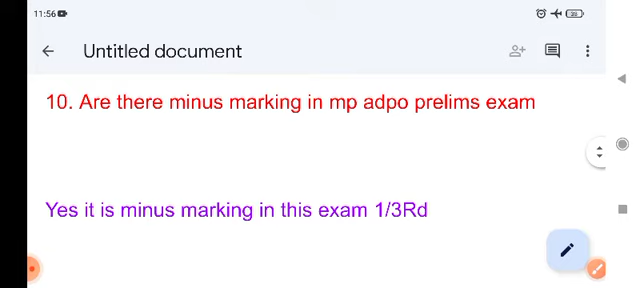 11:56
Untitled document
10. Are there minus marking in mp adpo prelims exam
Yes it is minus marking in this exam 1/3Rd